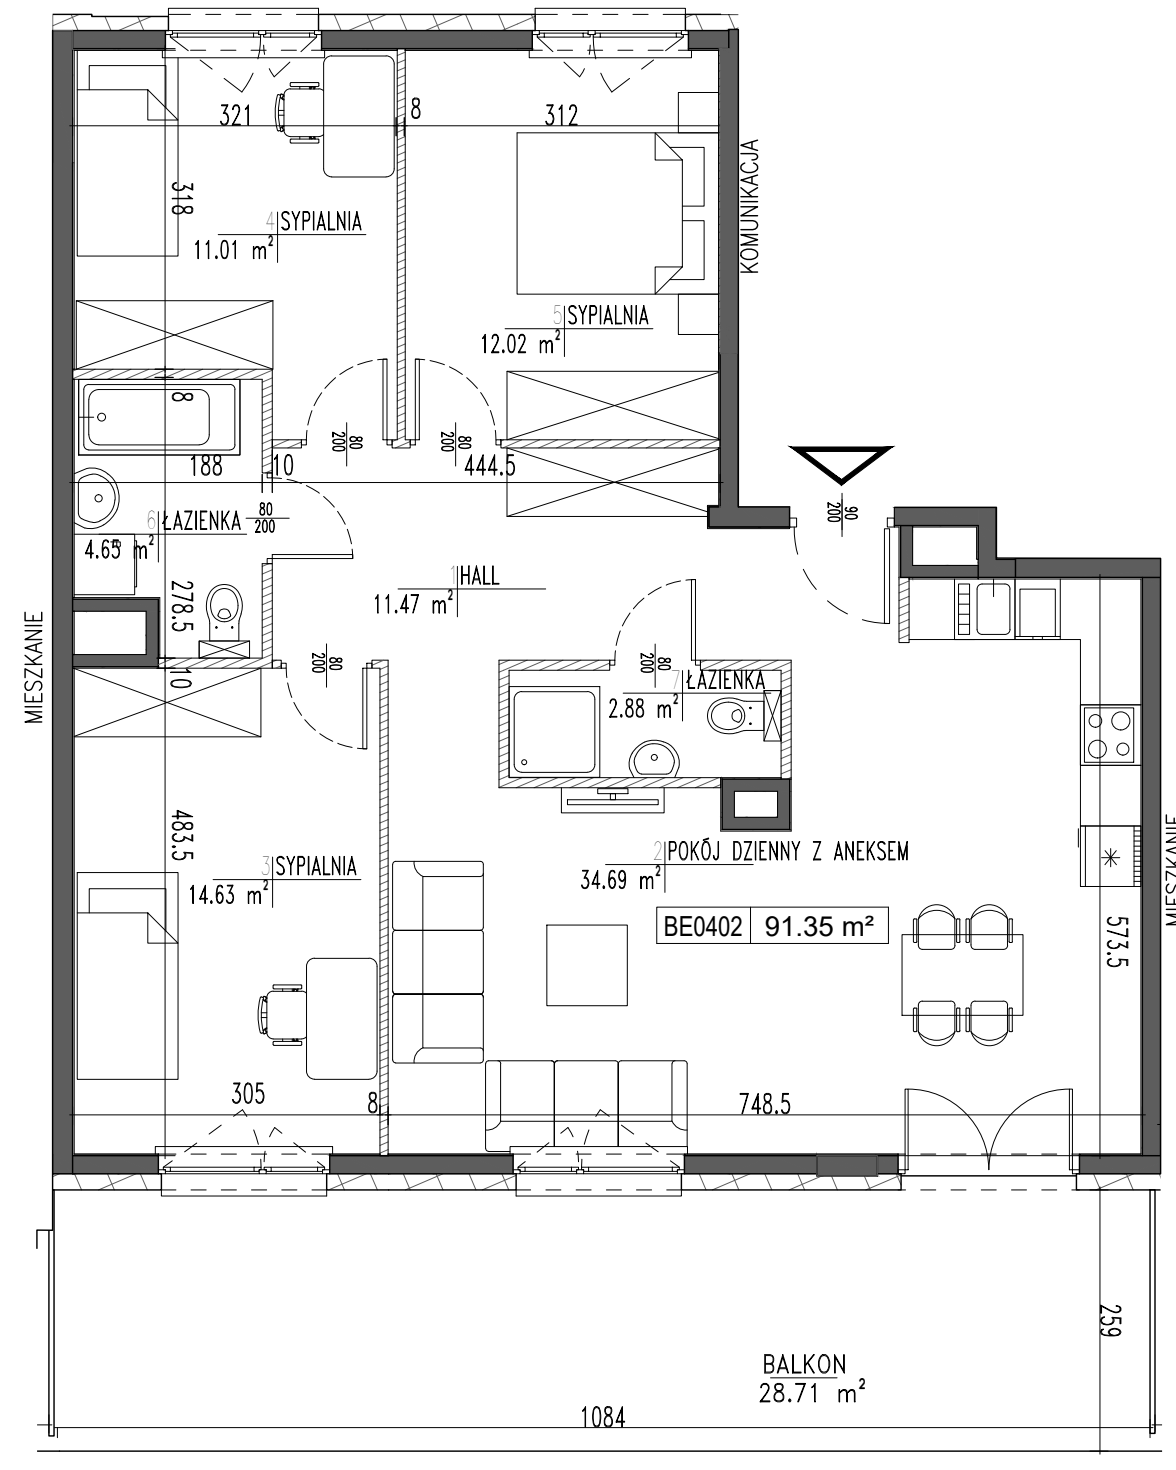 321
8
312
318
4 SYPIALNIA
11.01 m²
KOMUNIKACJA
5 SYPIALNIA
12.02 m²
8
80
200
80
200
188
10
444.5
80
200
6 ŁAZIENKA
4.65 m²
90
200
1 HALL
11.47 m²
278.5
MIESZKANIE
10
80
200
80
200
7 ŁAZIENKA
2.88 m²
483.5
3 SYPIALNIA
14.63 m²
2 POKÓJ DZIENNY Z ANEKSEM
34.69 m²
MIESZKANIE
BE0402 91.35 m²
573.5
305
8
748.5
259
BALKON
28.71 m²
1084